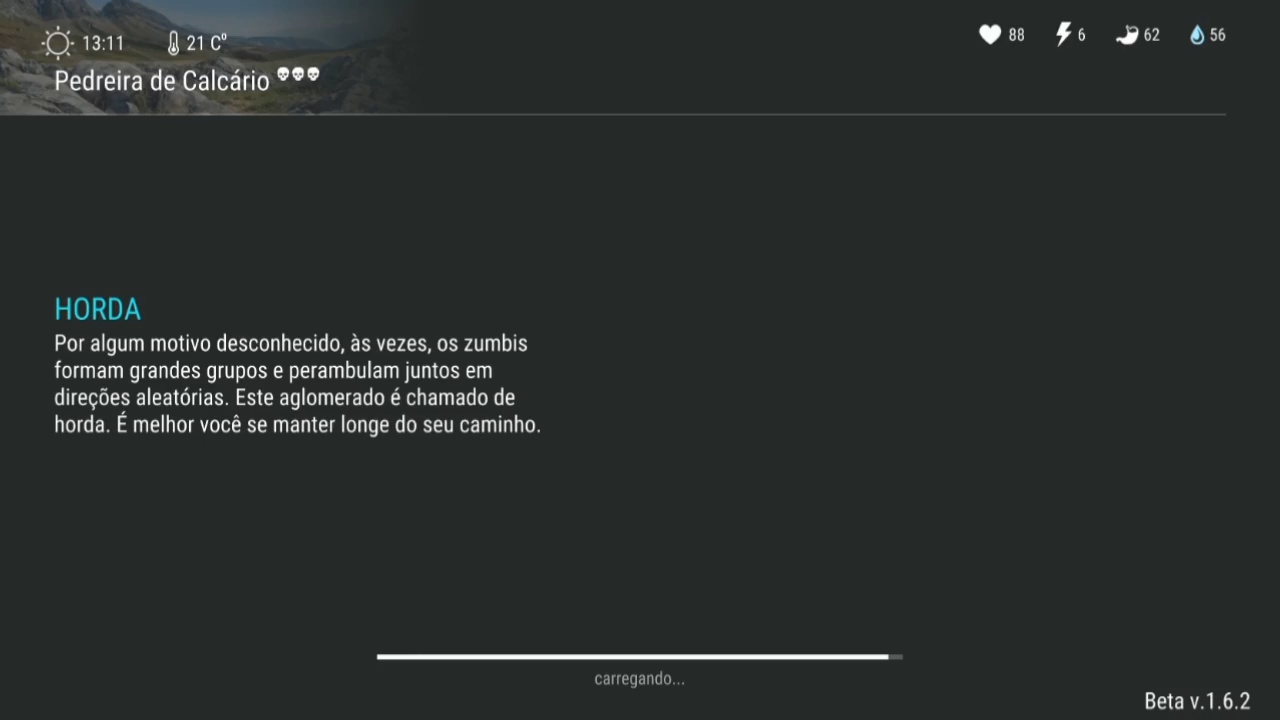 13:11 21 Cº
88 6 62 56
Pedreira de Calcário
HORDA
Por algum motivo desconhecido, às vezes, os zumbis
formam grandes grupos e perambulam juntos em
direções aleatórias. Este aglomerado é chamado de
horda. É melhor você se manter longe do seu caminho.
carregando...
Beta v.1.6.2